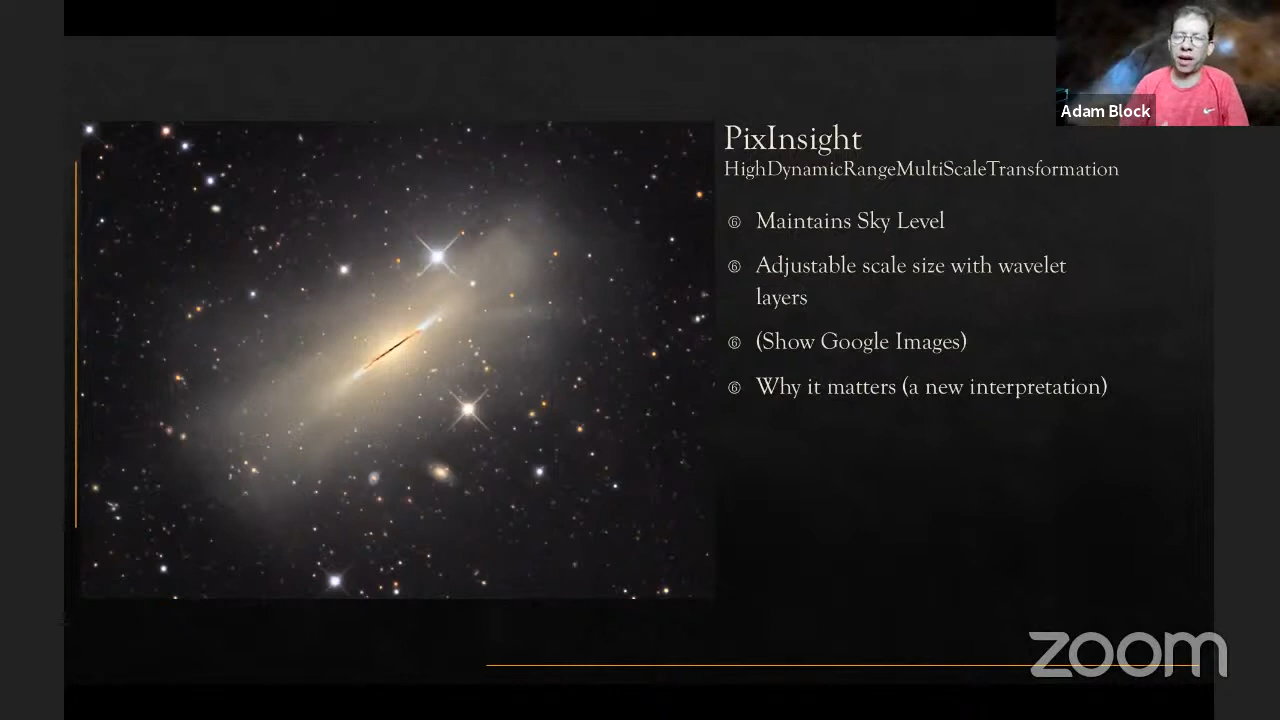 Adam Block
PixInsight
HighDynamicRangeMultiScaleTransformation
Maintains Sky Level
Adjustable scale size with wavelet
layers
(Show Google Images)
Why it matters (a new interpretation)
zoom